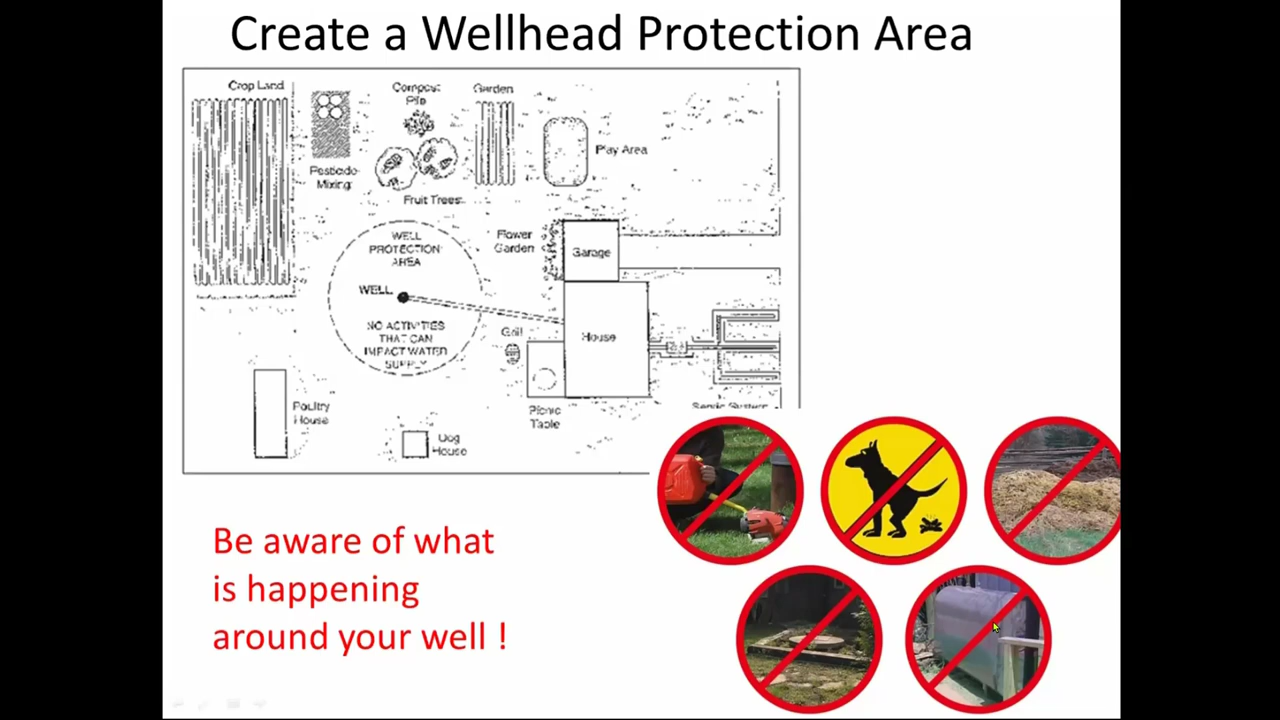 Create a Wellhead Protection Area
Crop Land
Compost
Pile
Garden
Pesticide
Mixing
Play Area
Fruit Trees
Flower
Garden
Garage
WELL
PROTECTION
AREA
WELL
NO ACTIVITIES
THAT CAN
IMPACT WATER
SUPPLY
House
Poultry
House
Picnic
Table
Dog
House
Septic System
Be aware of what
is happening
around your well !